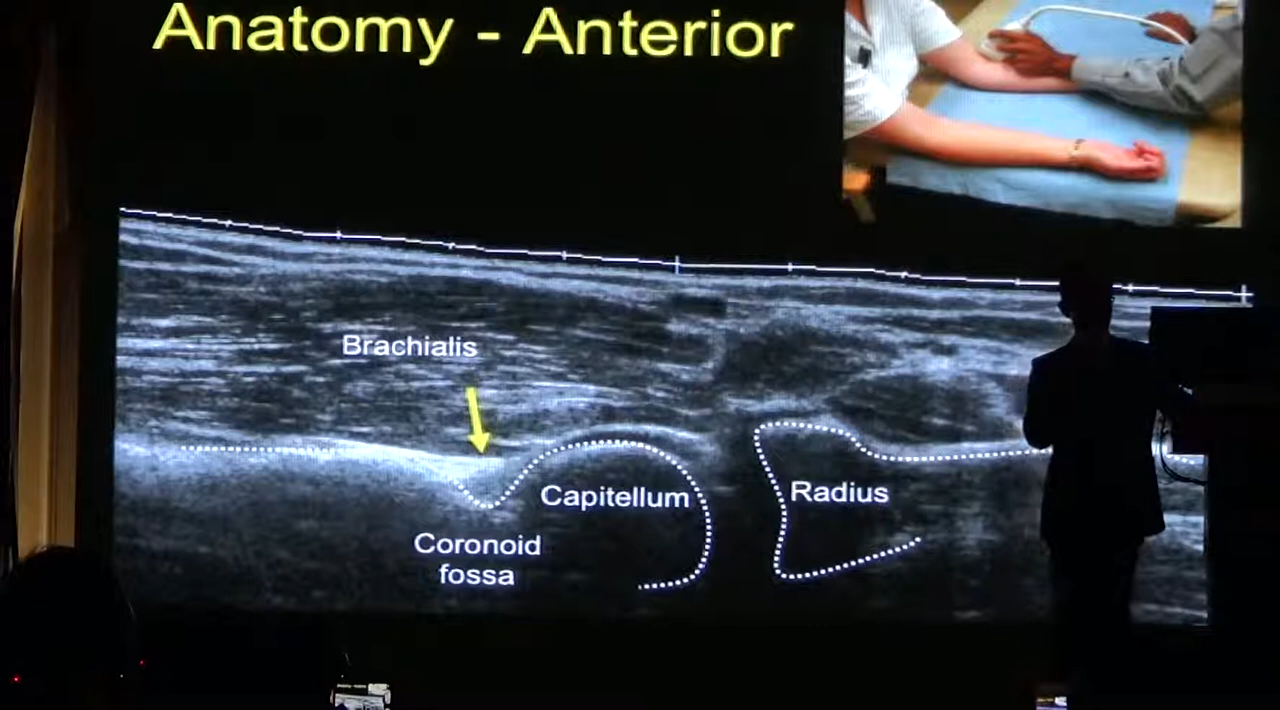 Anatomy - Anterior
Brachialis
Capitellum
Radius
Coronoid
fossa